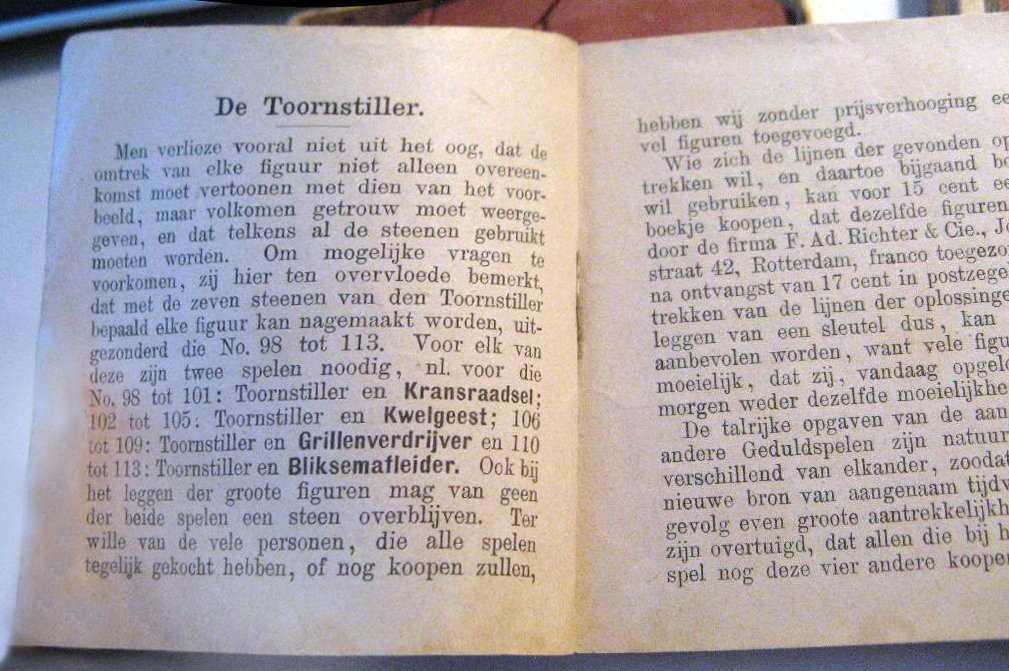 De Toornstiller.
Men verlieze vooral niet uit het oog, dat de
omtrek van elke figuur niet alleen overeen-
komst moet vertoonen met dien van het voor-
beeld, maar volkomen getrouw moet weerge-
geven, en dat telkens al de steenen gebruikt
moeten worden. Om mogelijke vragen te
voorkomen, zij hier ten overvloede bemerkt,
dat met de zeven steenen van den Toornstiller
bepaald elke figuur kan nagemaakt worden, uit-
gezonderd die No. 98 tot 113. Voor elk van
deze zijn twee spelen noodig, nl. voor die
No. 98 tot 101: Toornstiller en Kransraadsel;
102 tot 105: Toornstiller en Kwelgeest; 106
tot 109: Toornstiller en Grillenverdrijver en 110
tot 113: Toornstiller en Bliksemafleider. Ook bij
het leggen der groote figuren mag van geen
der beide spelen een steen overblijven. Ter
wille van de vele personen, die alle spelen
tegelijk gekocht hebben, of nog koopen zullen,
hebben wij zonder prijsverhooging
vel figuren toegevoegd.
Wie zich de lijnen der gevonden
trekken wil, en daartoe bijgaand
wil gebruiken, kan voor 15 cent
boekje koopen, dat dezelfde figuren
door de firma F. Ad. Richter & Cie.,
straat 42, Rotterdam, franco
na ontvangst van 17 cent in
trekken van de lijnen der
leggen van een sleutel dus, kan
aanbevolen worden, want vele
moeielijk, dat zij, vandaag
morgen weder dezelfde
De talrijke opgaven van de
andere Geduldspelen zijn
verschillend van elkander,
nieuwe bron van aangenaam
gevolg even groote
zijn overtuigd, dat allen die bij
spel nog deze vier andere